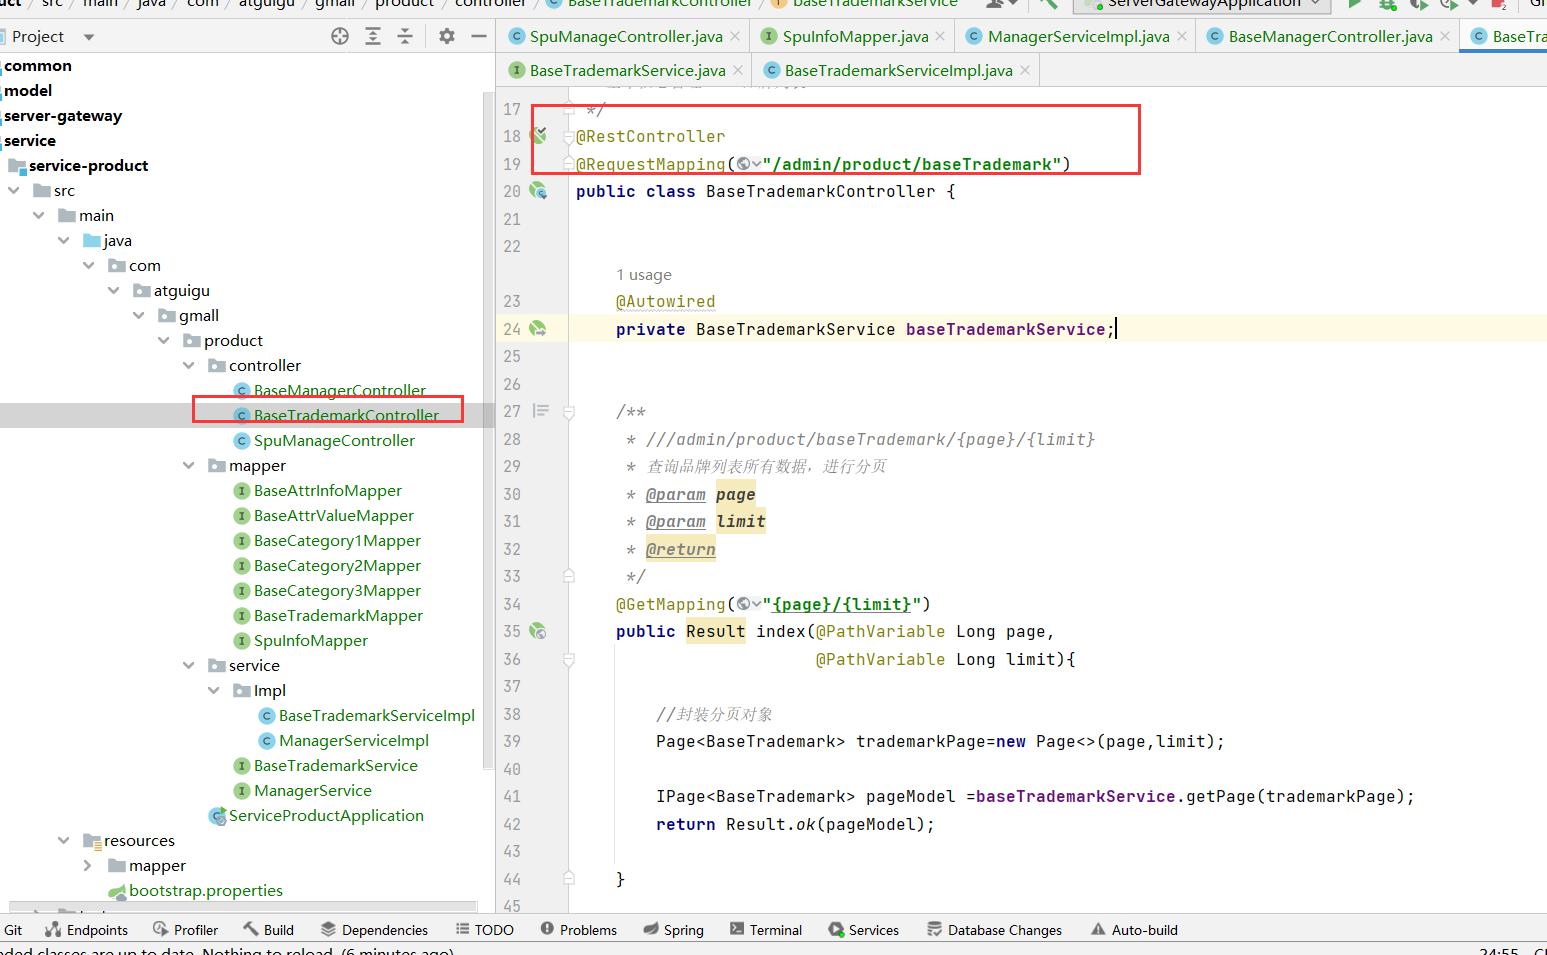 uct / src / main / java / com / atguigu / gmall / product / controller / BaseTrademarkController / baseTrademarkService
ServerGatewayApplication
Project
SpuManageController.java
SpuInfoMapper.java
ManagerServiceImpl.java
BaseManagerController.java
BaseTra
BaseTrademarkService.java
BaseTrademarkServiceImpl.java
common
model
server-gateway
service
service-product
src
main
java
com
atguigu
gmall
product
controller
BaseManagerController
BaseTrademarkController
SpuManageController
mapper
BaseAttrInfoMapper
BaseAttrValueMapper
BaseCategory1Mapper
BaseCategory2Mapper
BaseCategory3Mapper
BaseTrademarkMapper
SpuInfoMapper
service
Impl
BaseTrademarkServiceImpl
ManagerServiceImpl
BaseTrademarkService
ManagerService
ServiceProductApplication
resources
mapper
bootstrap.properties
17 */
18 @RestController
19 @RequestMapping("/admin/product/baseTrademark")
20 public class BaseTrademarkController {
21
22
1 usage
23 @Autowired
24 private BaseTrademarkService baseTrademarkService;
25
26
27 /**
28 * ///admin/product/baseTrademark/{page}/{limit}
29 * 查询品牌列表所有数据，进行分页
30 * @param page
31 * @param limit
32 * @return
33 */
34 @GetMapping("{page}/{limit}")
35 public Result index(@PathVariable Long page,
36 @PathVariable Long limit){
37
38 //封装分页对象
39 Page<BaseTrademark> trademarkPage=new Page<>(page,limit);
40
41 IPage<BaseTrademark> pageModel =baseTrademarkService.getPage(trademarkPage);
42 return Result.ok(pageModel);
43
44 }
45
Git Endpoints Profiler Build Dependencies TODO Problems Spring Terminal Services Database Changes Auto-build
ded classes are up to date. Nothing to reload. (6 minutes ago)
24:55